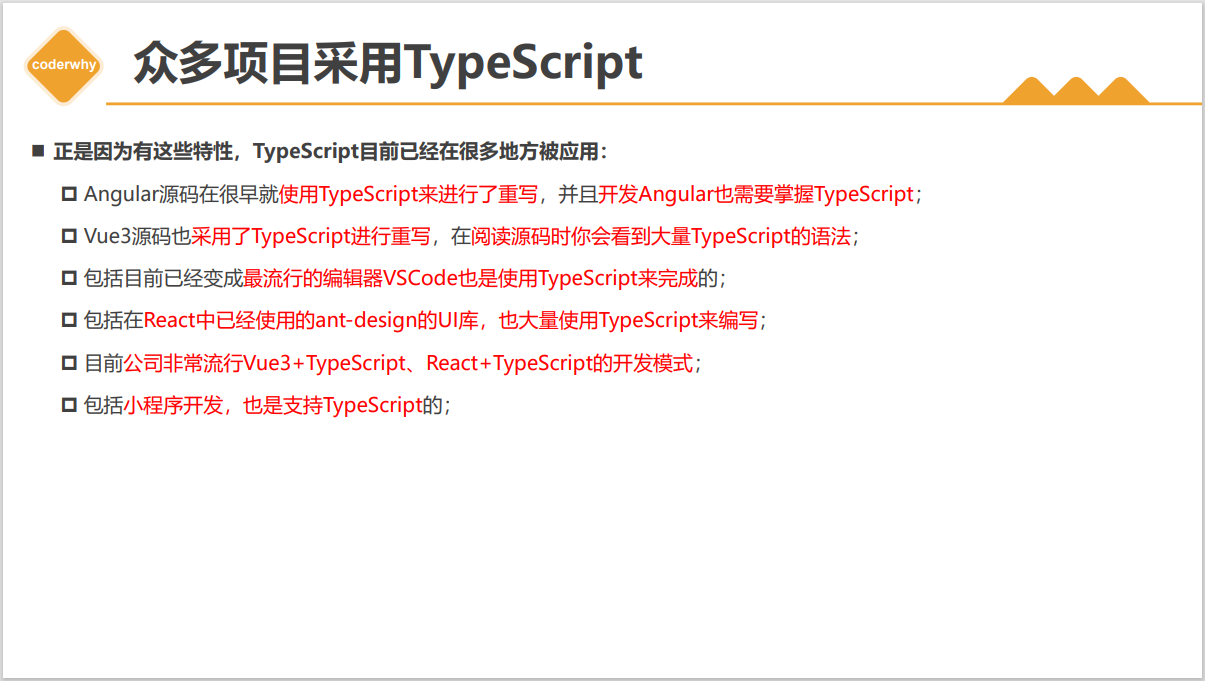 coderwhy
众多项目采用TypeScript
正是因为有这些特性，TypeScript目前已经在很多地方被应用：
Angular源码在很早就使用TypeScript来进行了重写，并且开发Angular也需要掌握TypeScript；
Vue3源码也采用了TypeScript进行重写，在阅读源码时你会看到大量TypeScript的语法；
包括目前已经变成最流行的编辑器VSCode也是使用TypeScript来完成的；
包括在React中已经使用的ant-design的UI库，也大量使用TypeScript来编写；
目前公司非常流行Vue3+TypeScript、React+TypeScript的开发模式；
包括小程序开发，也是支持TypeScript的；